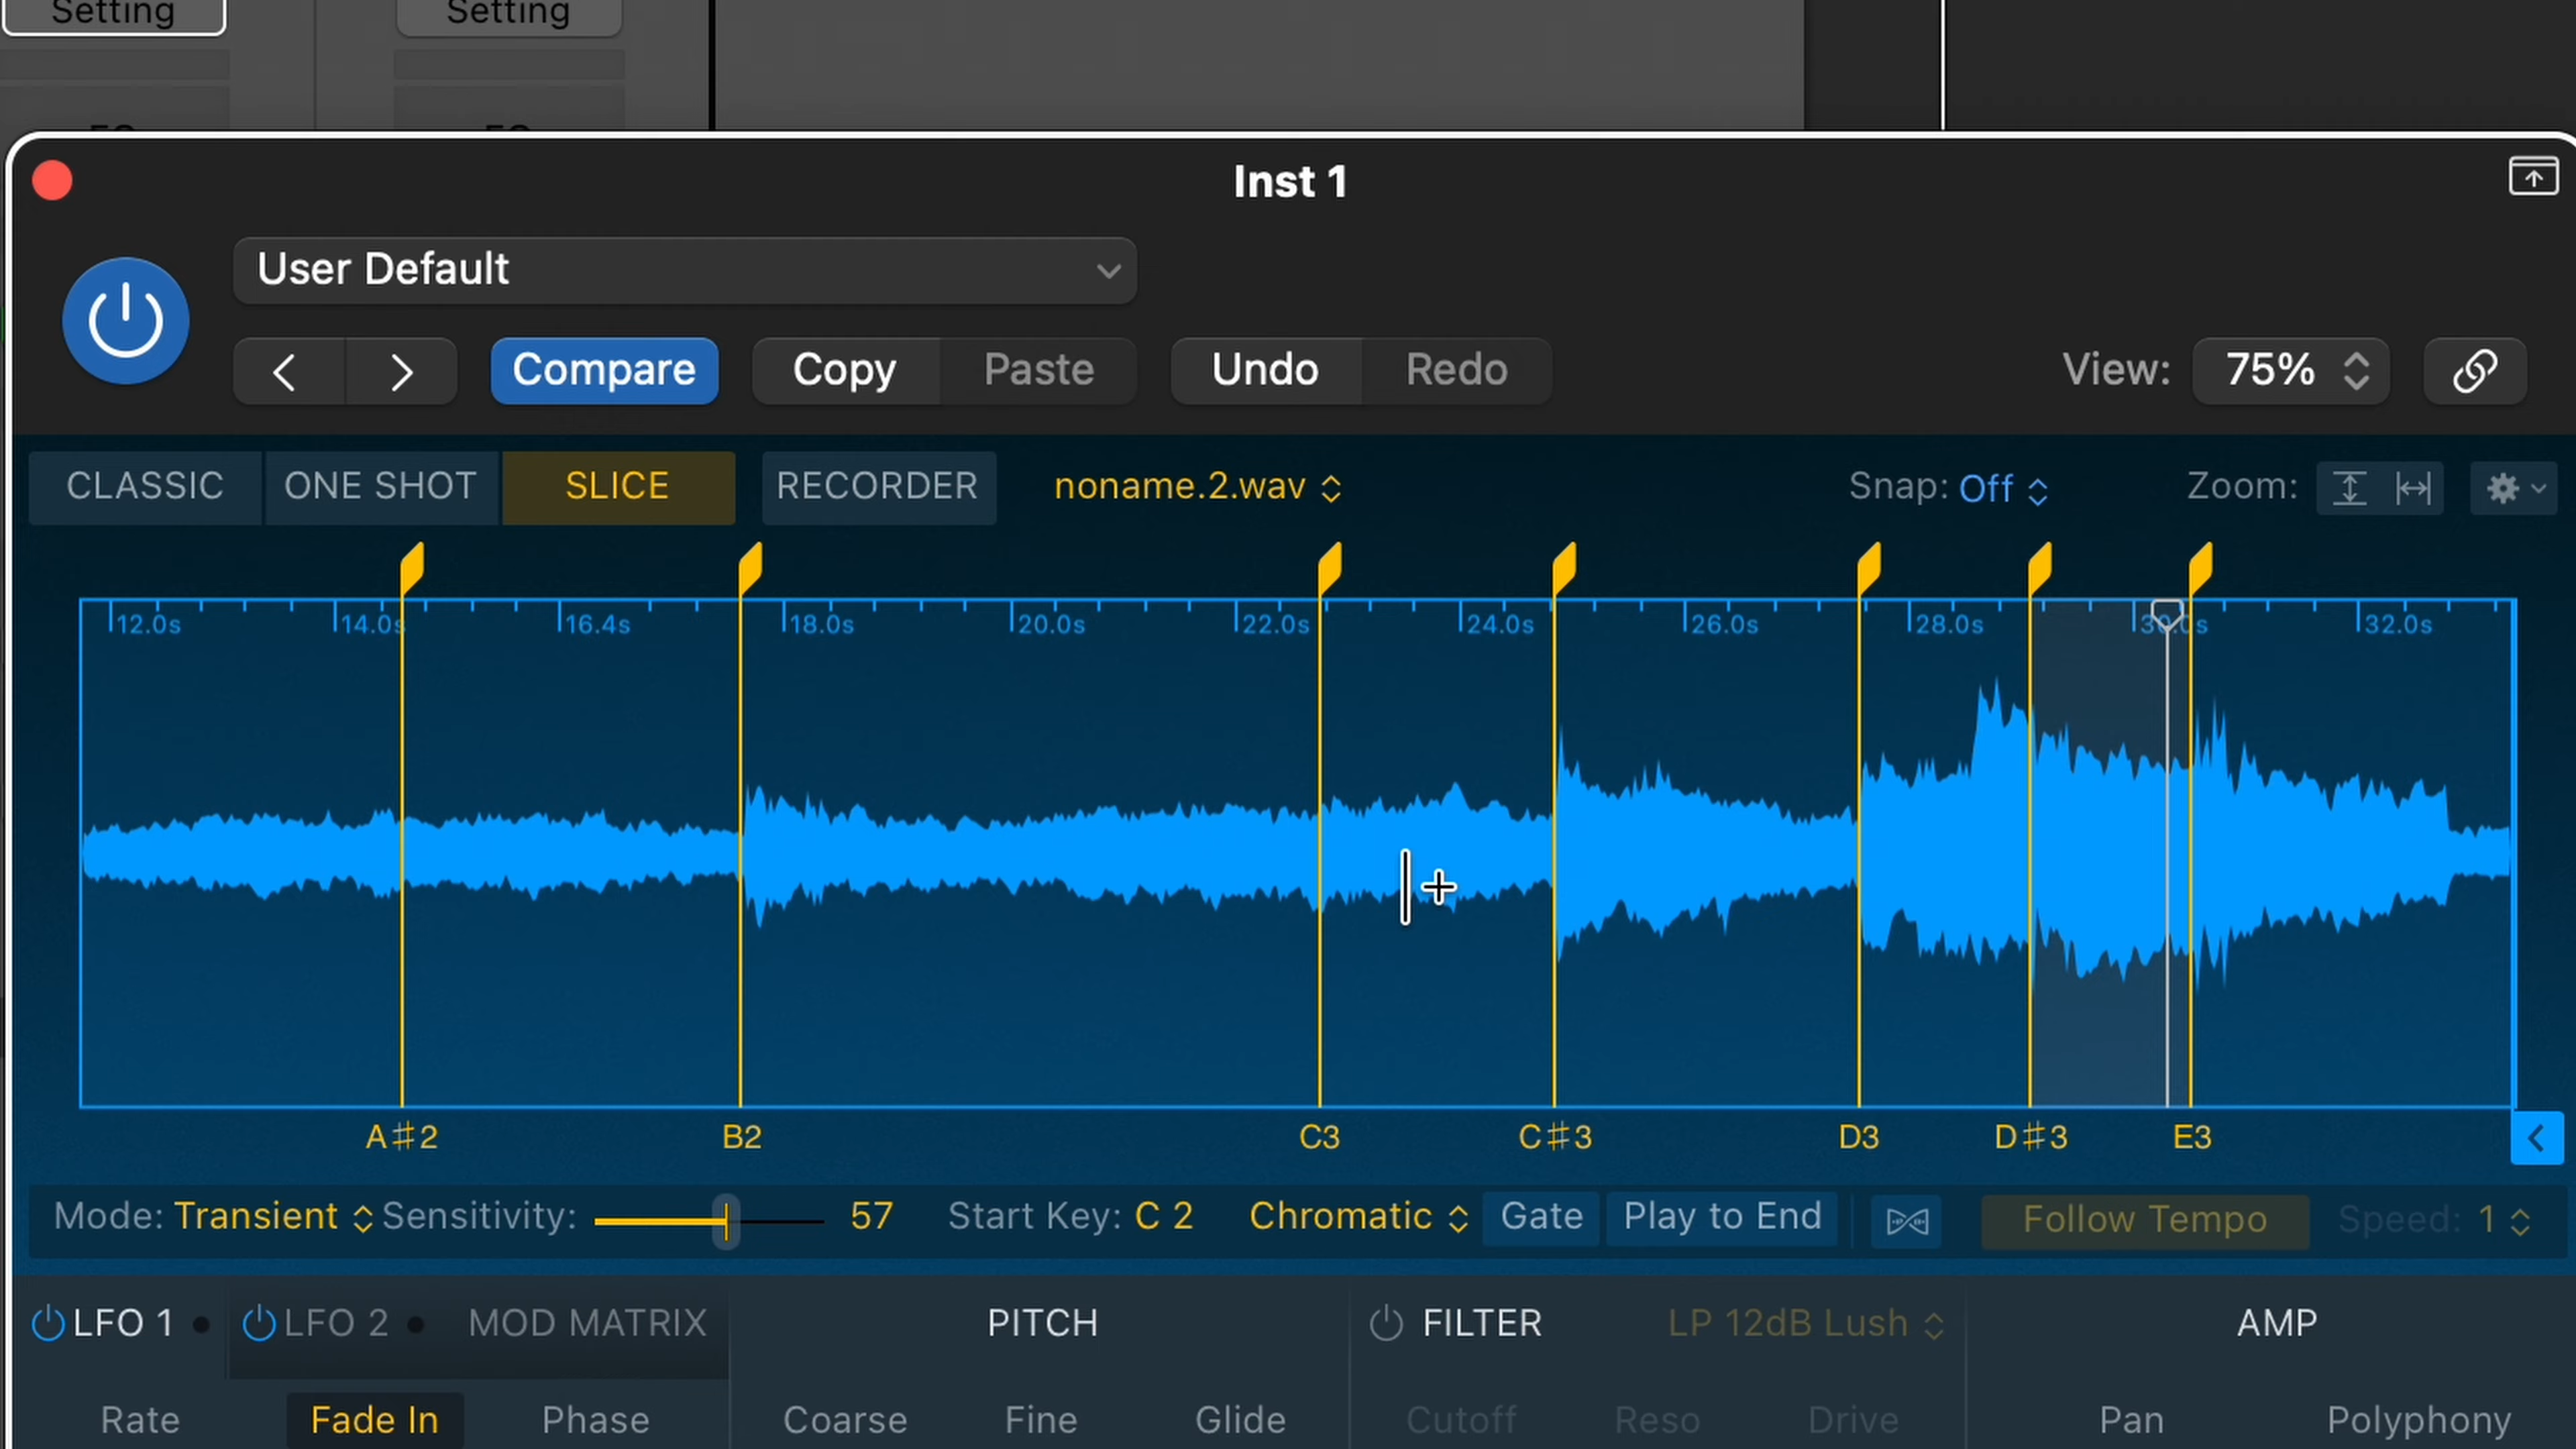 Setting
Setting
Inst 1
User Default
Compare
Copy
Paste
Undo
Redo
View: 75%
CLASSIC
ONE SHOT
SLICE
RECORDER
noname.2.wav
Snap: Off
Zoom:
12.0s
14.0s
16.4s
18.0s
20.0s
22.0s
24.0s
26.0s
28.0s
30.0s
32.0s
A♯2
B2
C3
C♯3
D3
D♯3
E3
Mode: Transient
Sensitivity: 57
Start Key: C 2
Chromatic
Gate
Play to End
Follow Tempo
Speed: 1
LFO 1
LFO 2
MOD MATRIX
PITCH
FILTER
LP 12dB Lush
AMP
Rate
Fade In
Phase
Coarse
Fine
Glide
Cutoff
Reso
Drive
Pan
Polyphony